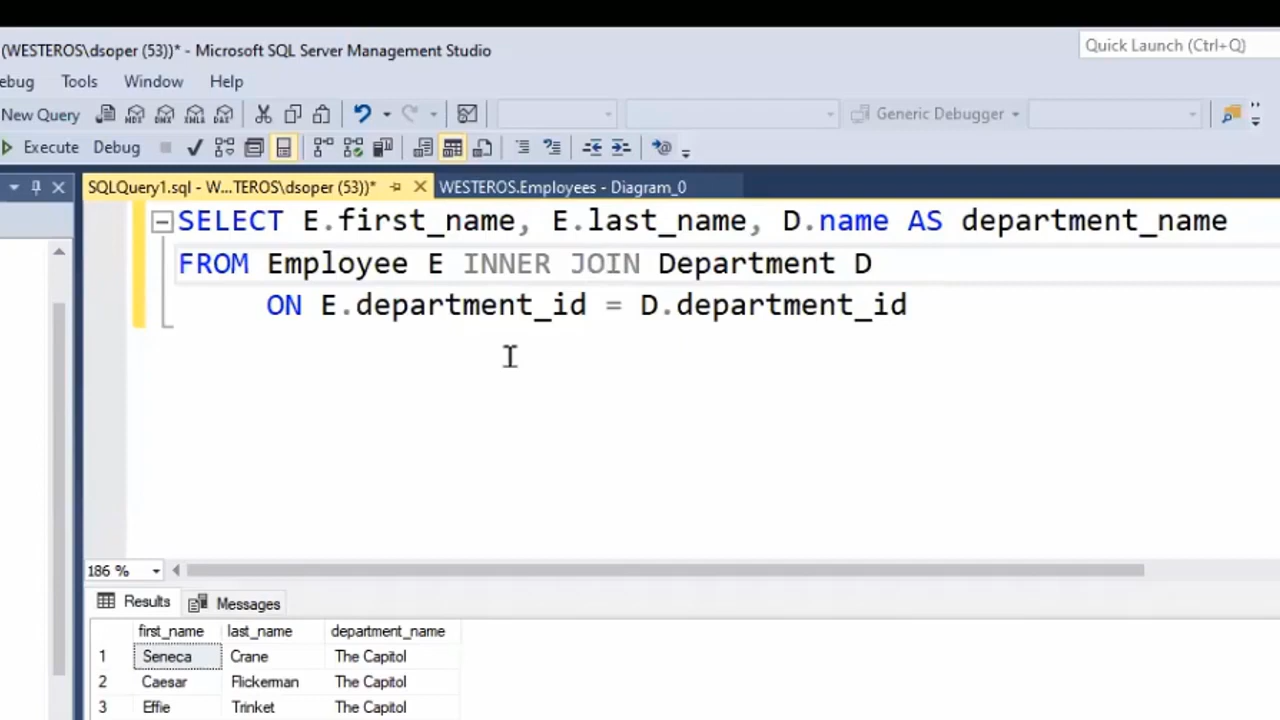 (WESTEROS\dsoper (53))* - Microsoft SQL Server Management Studio
Quick Launch (Ctrl+Q)
ebug Tools Window Help
New Query Generic Debugger
Execute Debug
SQLQuery1.sql - W...TEROS\dsoper (53))* WESTEROS.Employees - Diagram_0
SELECT E.first_name, E.last_name, D.name AS department_name
FROM Employee E INNER JOIN Department D
ON E.department_id = D.department_id
186 %
Results Messages
first_name last_name department_name
1 Seneca Crane The Capitol
2 Caesar Flickerman The Capitol
3 Effie Trinket The Capitol